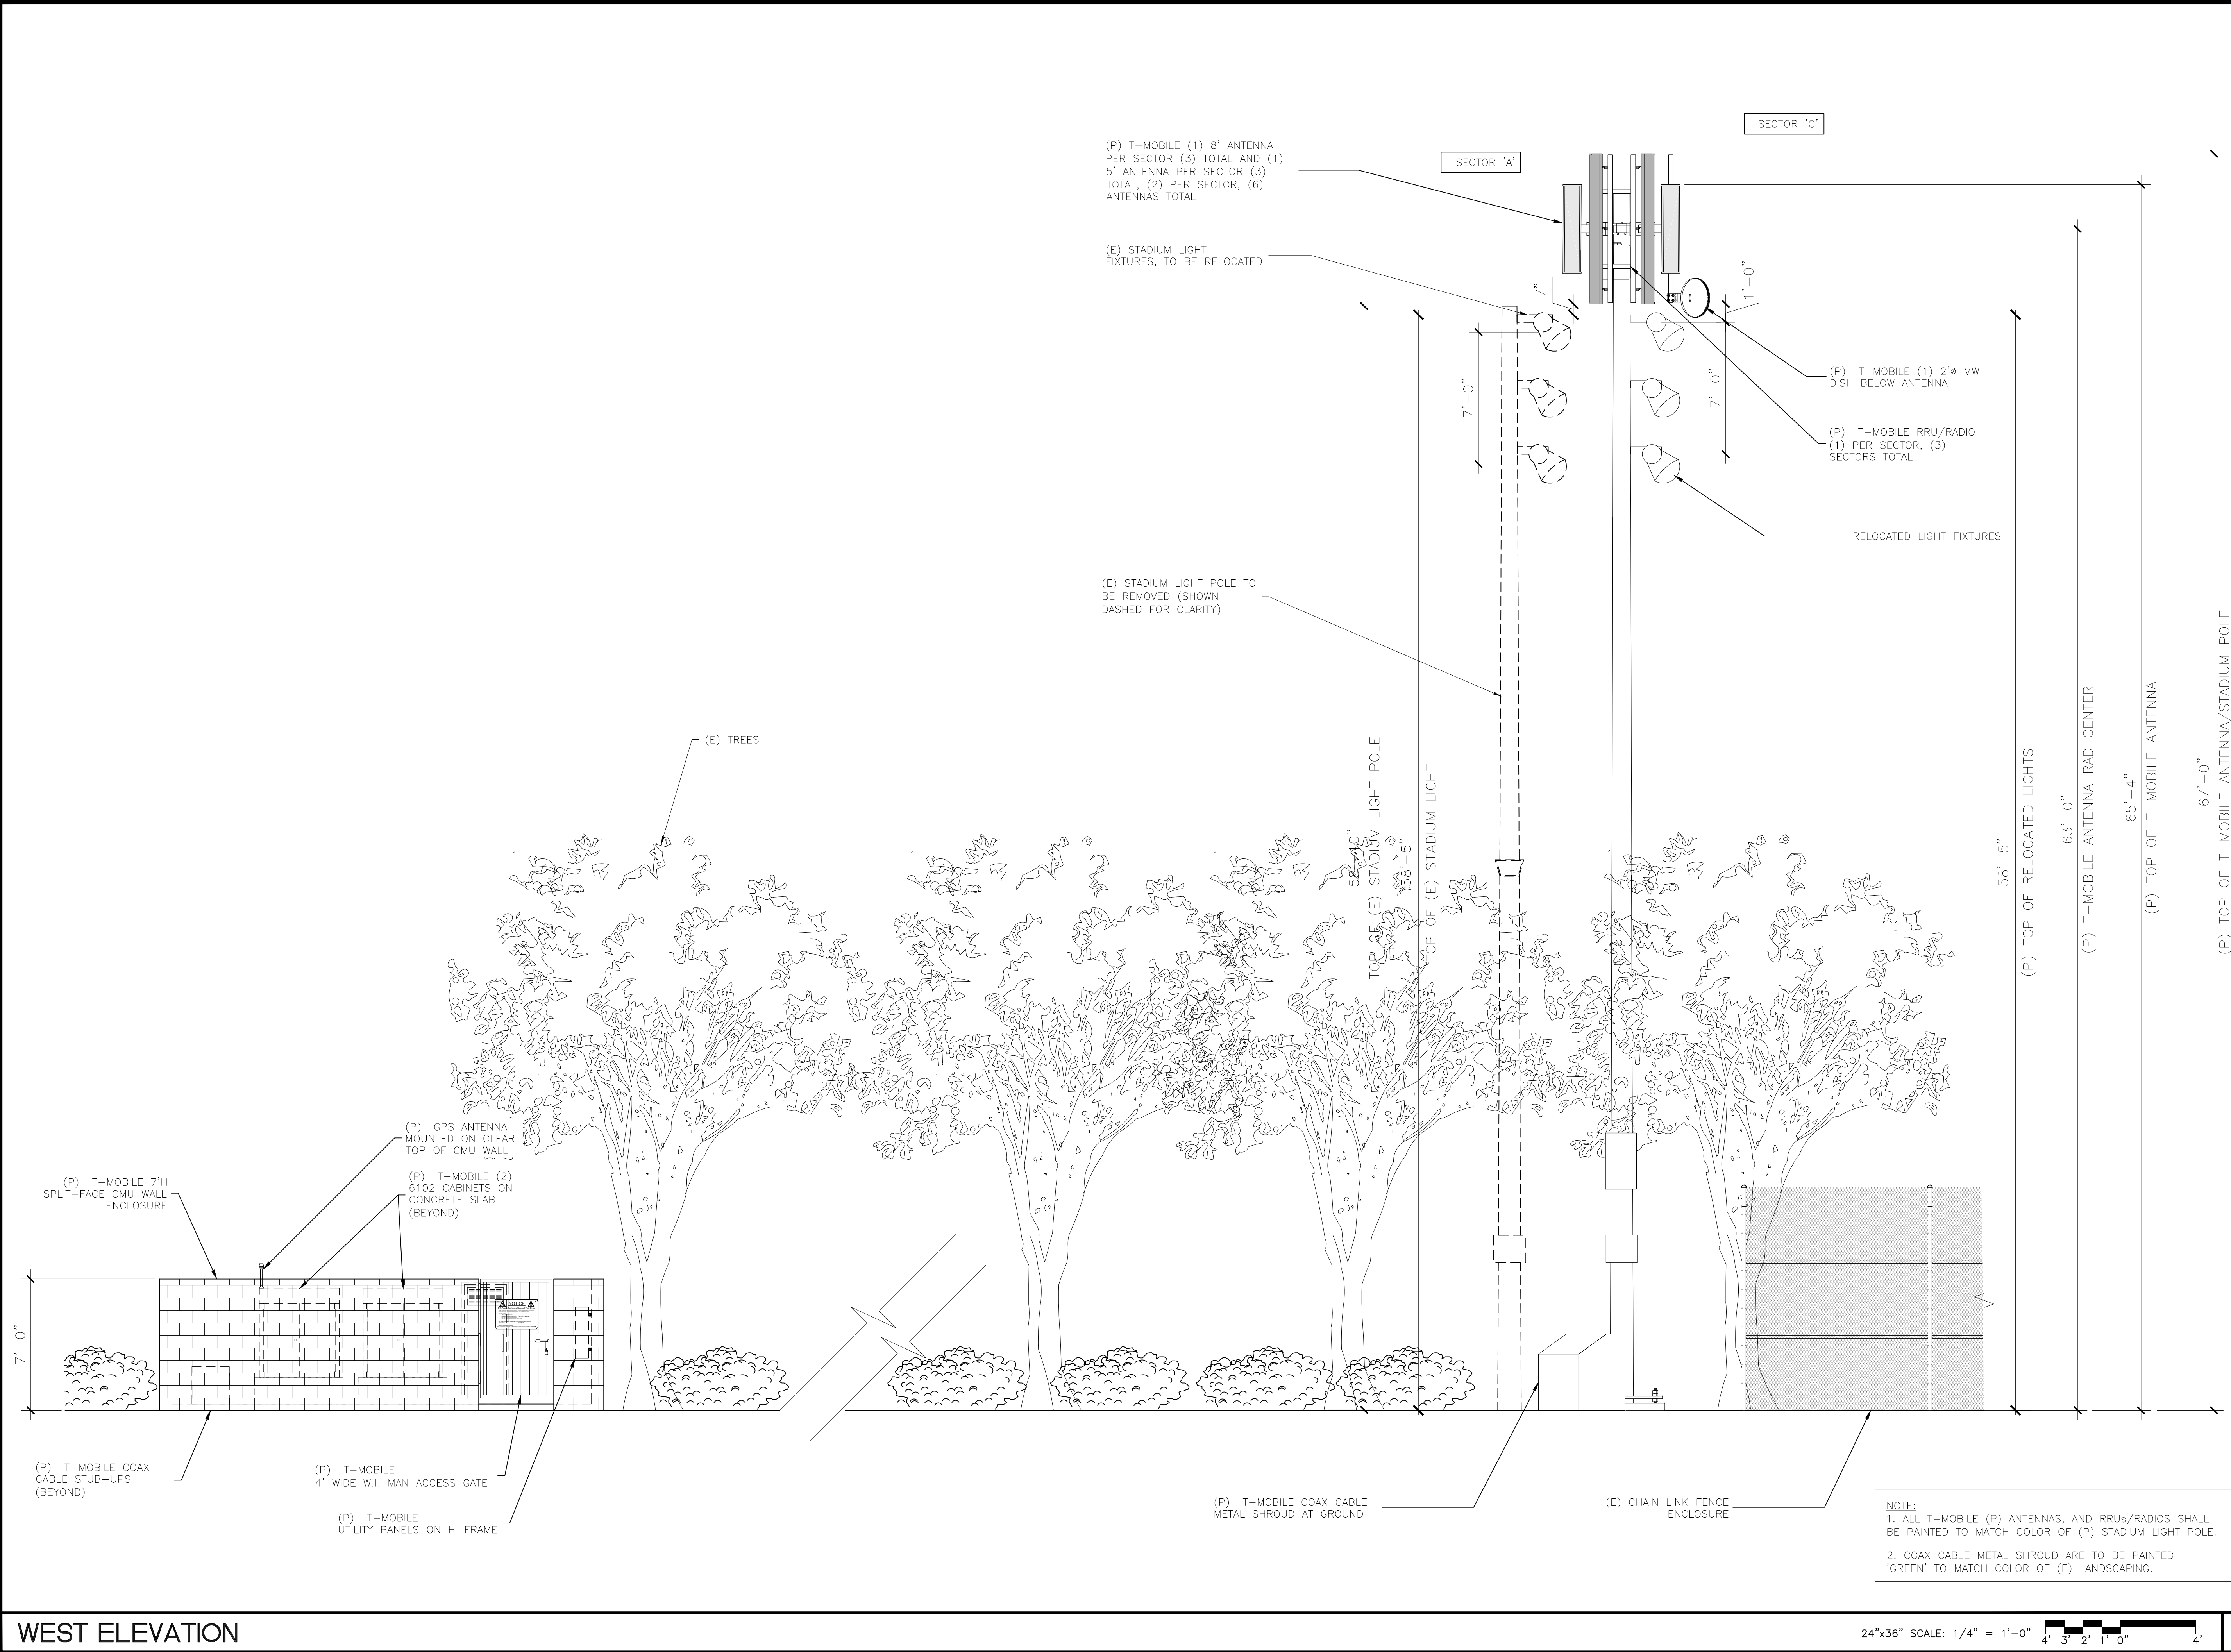 SECTOR 'C'
SECTOR 'A'
(P) T-MOBILE (1) 8' ANTENNA
PER SECTOR (3) TOTAL AND (1)
5' ANTENNA PER SECTOR (3)
TOTAL, (2) PER SECTOR, (6)
ANTENNAS TOTAL
(E) STADIUM LIGHT
FIXTURES, TO BE RELOCATED
7"
1'-0"
7'-0"
7'-0"
(P) T-MOBILE (1) 2'ø MW
DISH BELOW ANTENNA
(P) T-MOBILE RRU/RADIO
(1) PER SECTOR, (3)
SECTORS TOTAL
RELOCATED LIGHT FIXTURES
(E) STADIUM LIGHT POLE TO
BE REMOVED (SHOWN
DASHED FOR CLARITY)
(E) TREES
58'-10"
TOP OF (E) STADIUM LIGHT POLE
58'-5"
TOP OF (E) STADIUM LIGHT
58'-5"
(P) TOP OF RELOCATED LIGHTS
63'-0"
(P) T-MOBILE ANTENNA RAD CENTER
65'-4"
(P) TOP OF T-MOBILE ANTENNA
67'-0"
(P) TOP OF T-MOBILE ANTENNA/STADIUM POLE
(P) GPS ANTENNA
MOUNTED ON CLEAR
TOP OF CMU WALL
(P) T-MOBILE (2)
6102 CABINETS ON
CONCRETE SLAB
(BEYOND)
(P) T-MOBILE 7'H
SPLIT-FACE CMU WALL
ENCLOSURE
7'-0"
NOTICE
(P) T-MOBILE COAX
CABLE STUB-UPS
(BEYOND)
(P) T-MOBILE
4' WIDE W.I. MAN ACCESS GATE
(P) T-MOBILE
UTILITY PANELS ON H-FRAME
(P) T-MOBILE COAX CABLE
METAL SHROUD AT GROUND
(E) CHAIN LINK FENCE
ENCLOSURE
NOTE:
1. ALL T-MOBILE (P) ANTENNAS, AND RRUs/RADIOS SHALL
BE PAINTED TO MATCH COLOR OF (P) STADIUM LIGHT POLE.
2. COAX CABLE METAL SHROUD ARE TO BE PAINTED
'GREEN' TO MATCH COLOR OF (E) LANDSCAPING.
WEST ELEVATION
24"x36" SCALE: 1/4" = 1'-0"
4' 3' 2' 1' 0" 4'